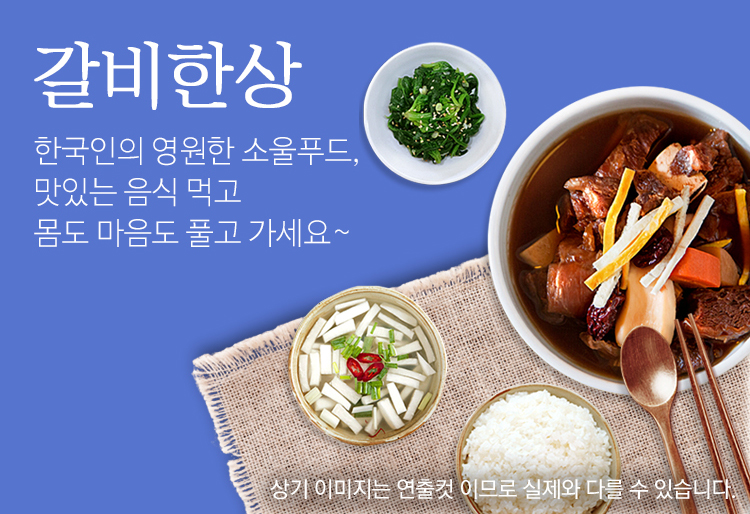 갈비한상
한국인의 영원한 소울푸드,
맛있는 음식 먹고
몸도 마음도 풀고 가세요~
상기 이미지는 연출컷 이므로 실제와 다를 수 있습니다.